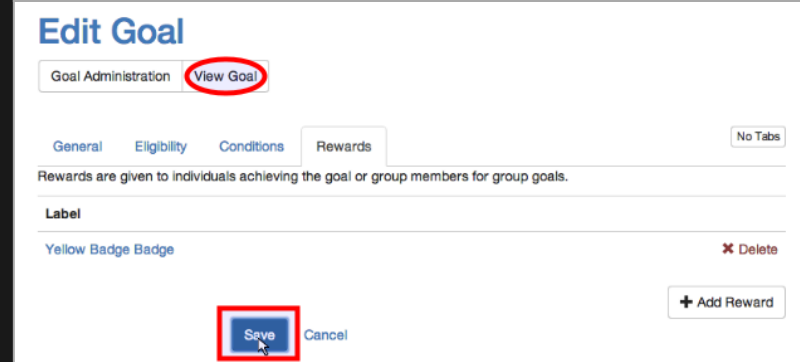 Edit Goal
Goal Administration View Goal
General Eligibility Conditions Rewards No Tabs
Rewards are given to individuals achieving the goal or group members for group goals.
Label
Yellow Badge Badge Delete
Add Reward
Save Cancel